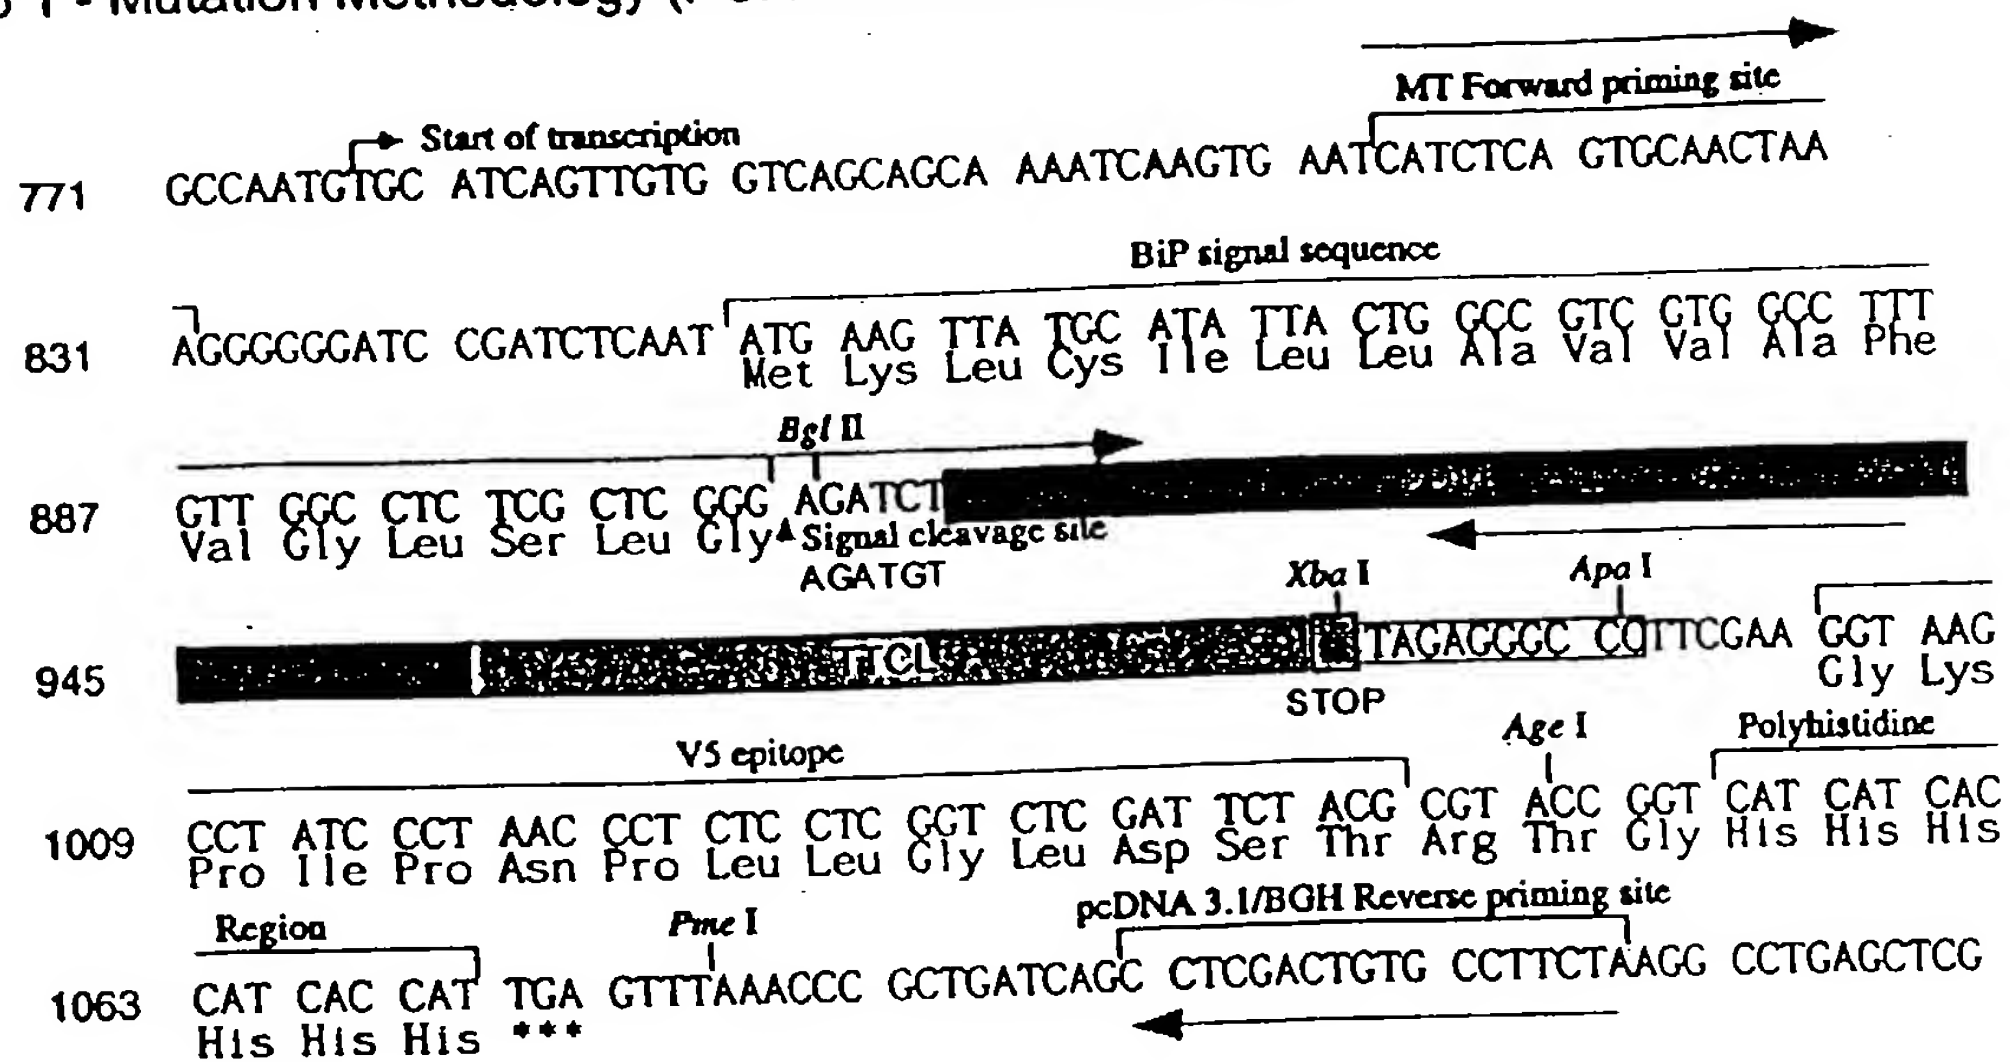 1 - Mutation Methodology (
MT Forward priming site
Start of transcription
771 GCCAATGTGC ATCAGTTGTG GTCAGCAGCA AAATCAAGTG AATCATCTCA GTGCAACTAA
BiP signal sequence
831 AGGGGGGATC CGATCTCAAT ATG AAG TTA TGC ATA TTA CTG GCC GTC GTG GCC TTT
Met Lys Leu Cys Ile Leu Leu Ala Val Val Ala Phe
Bgl II
887 GTT GGC CTC TCG CTC GGG AGATCT
Val Gly Leu Ser Leu Gly Signal cleavage site
AGATGT
Xba I Apa I
945 TAGAGGGC CC TTCGAA GGT AAG
Gly Lys
STOP
V5 epitope Age I Polyhistidine
1009 CCT ATC CCT AAC CCT CTC CTC GGT CTC GAT TCT ACG CGT ACC GGT CAT CAT CAC
Pro Ile Pro Asn Pro Leu Leu Gly Leu Asp Ser Thr Arg Thr Gly His His His
pcDNA 3.1/BGH Reverse priming site
Region Pme I
1063 CAT CAC CAT TGA GTTTAAACCC GCTGATCAGC CTCGACTGTG CCTTCTAAGG CCTGAGCTCG
His His His ***